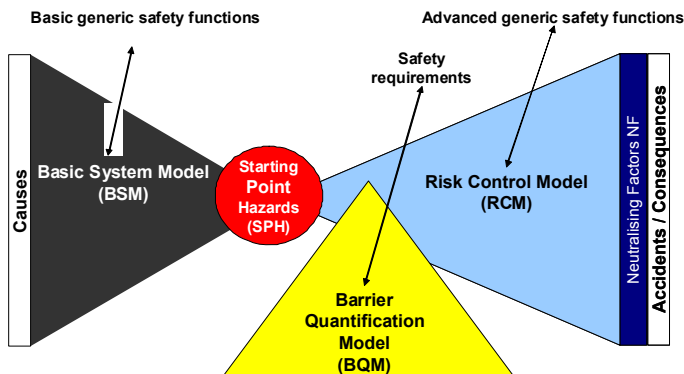 Basic generic safety functions
Advanced generic safety functions
Safety
requirements
Causes
Basic System Model
(BSM)
Starting
Point
Hazards
(SPH)
Risk Control Model
(RCM)
Neutralising Factors NF
Accidents / Consequences
Barrier
Quantification
Model
(BQM)